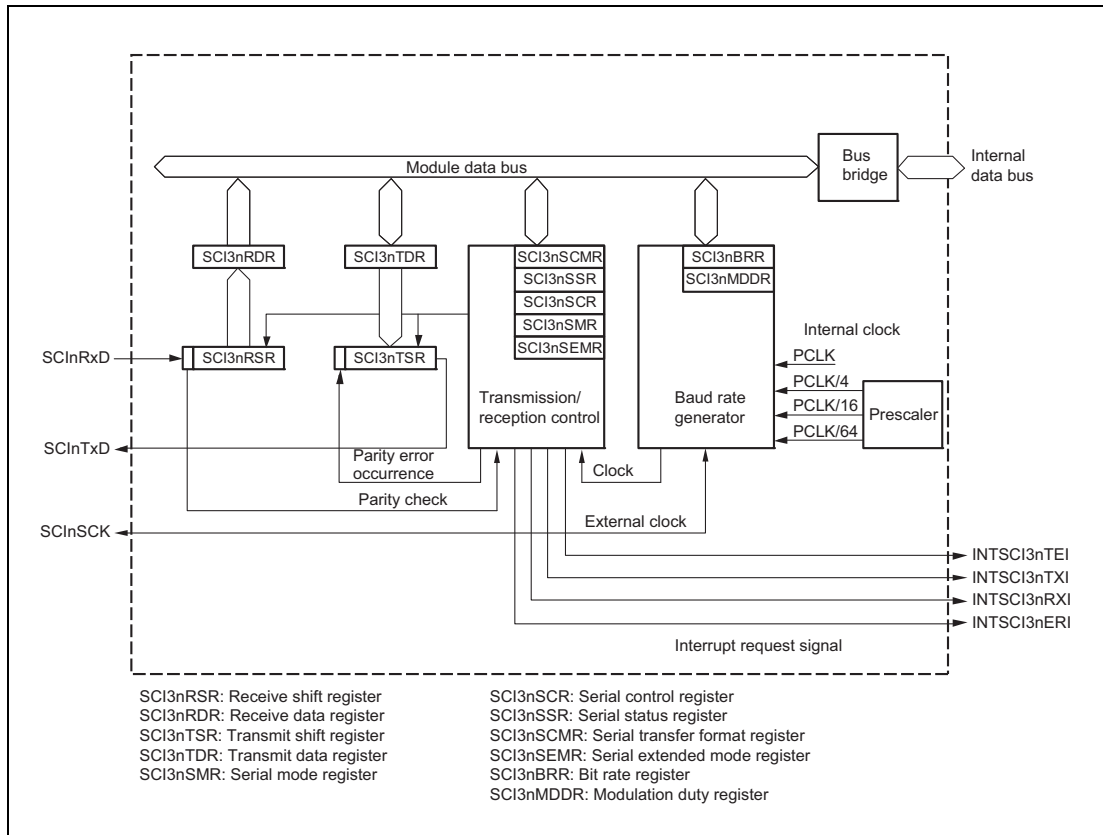 Module data bus
Bus
bridge
Internal
data bus
SCI3nRDR
SCI3nTDR
SCI3nSCMR
SCI3nSSR
SCI3nSCR
SCI3nSMR
SCI3nSEMR
SCI3nBRR
SCI3nMDDR
Internal clock
PCLK
PCLK/4
PCLK/16
PCLK/64
Prescaler
SCInRxD
SCI3nRSR
SCI3nTSR
Transmission/
reception control
Baud rate
generator
SCInTxD
Parity error
occurrence
Clock
Parity check
SCInSCK
External clock
INTSCI3nTEI
INTSCI3nTXI
INTSCI3nRXI
INTSCI3nERI
Interrupt request signal
SCI3nRSR: Receive shift register
SCI3nRDR: Receive data register
SCI3nTSR: Transmit shift register
SCI3nTDR: Transmit data register
SCI3nSMR: Serial mode register
SCI3nSCR: Serial control register
SCI3nSSR: Serial status register
SCI3nSCMR: Serial transfer format register
SCI3nSEMR: Serial extended mode register
SCI3nBRR: Bit rate register
SCI3nMDDR: Modulation duty register